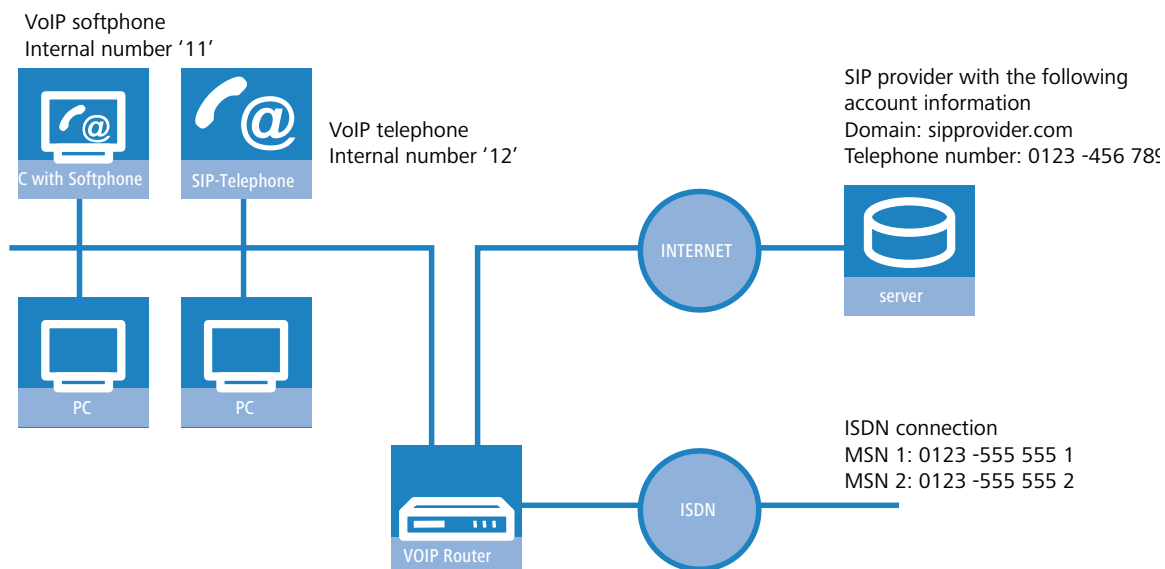 VoIP softphone
Internal number ‘11’
C with Softphone
SIP-Telephone
VoIP telephone
Internal number ‘12’
SIP provider with the following
account information
Domain: sipprovider.com
Telephone number: 0123 -456 789
INTERNET
server
PC
PC
ISDN connection
MSN 1: 0123 -555 555 1
MSN 2: 0123 -555 555 2
ISDN
VOIP Router